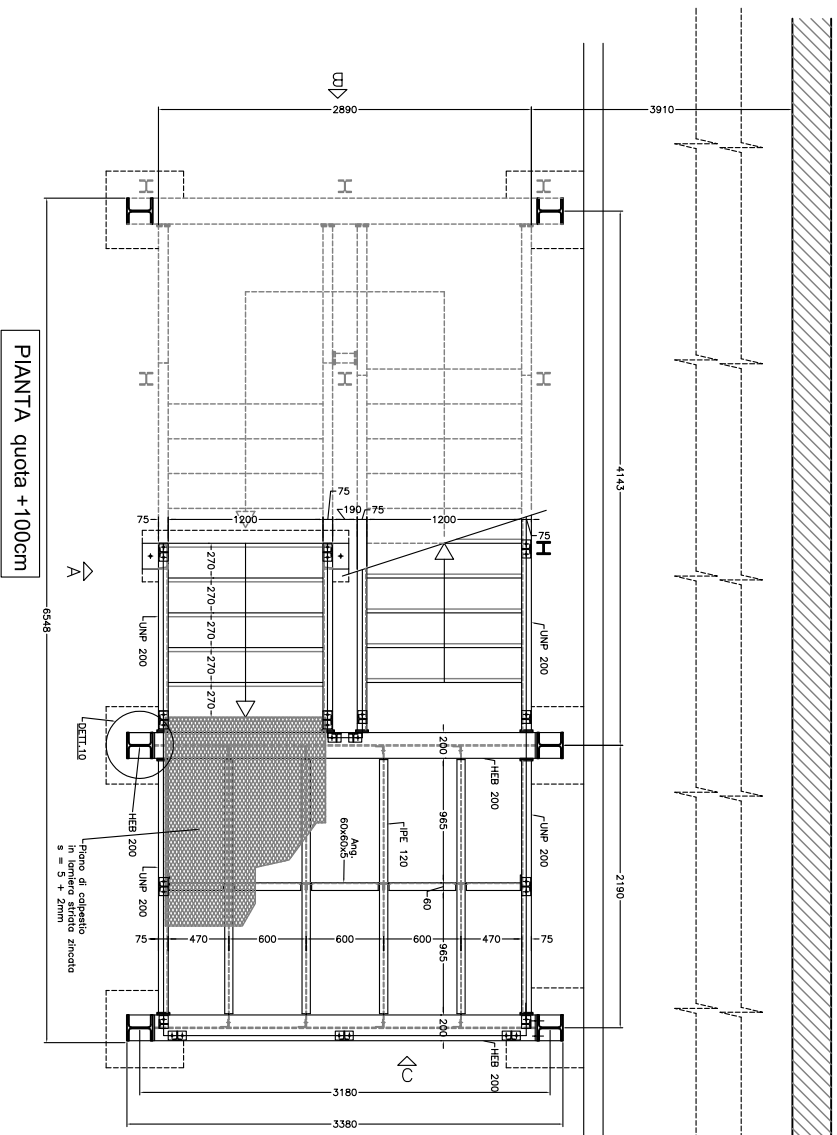 B
2890
3910
4143
6548
PIANTA quota +100cm
A
75
1200
75
190
75
1200
75
270
270
270
270
270
UNP 200
UNP 200
DETT.10
HEB 200
HEB 200
UNP 200
UNP 200
200
965
IPE 120
Ang.
60x60x5
60
965
200
2190
75
470
600
600
600
470
75
Piano di calpestio
in lamiera striata zincata
s = 5 + 2mm
HEB 200
C
3180
3380